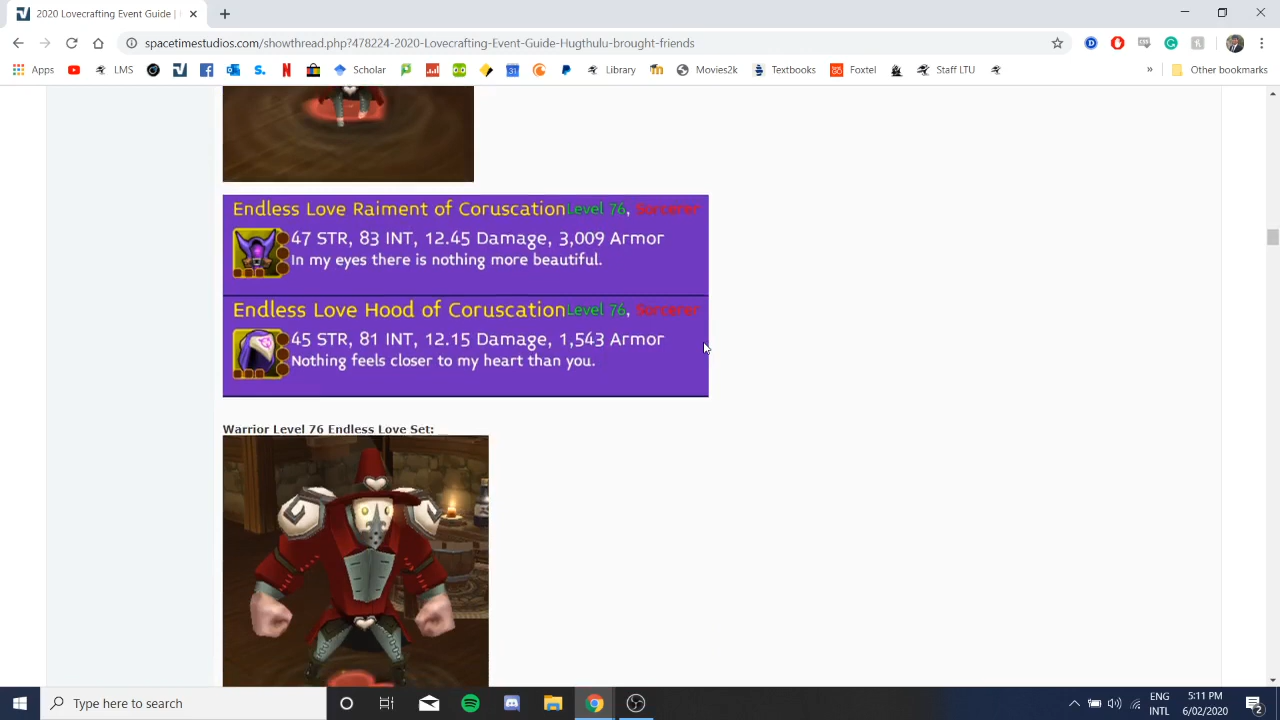 2020 Lovecrafting Event Guide |
spacetimestudios.com/showthread.php?478224-2020-Lovecrafting-Event-Guide-Hugthulu-brought-friends
Apps
LMS
Scholar
Library
Movies2k
Textbooks
Foxtel
Staff LTU
»
Other bookmarks
Endless Love Raiment of Coruscation Level 76, Sorcerer
47 STR, 83 INT, 12.45 Damage, 3,009 Armor
In my eyes there is nothing more beautiful.
Endless Love Hood of Coruscation Level 76, Sorcerer
45 STR, 81 INT, 12.15 Damage, 1,543 Armor
Nothing feels closer to my heart than you.
Warrior Level 76 Endless Love Set:
Type here to search
ENG
INTL
5:11 PM
6/02/2020
2